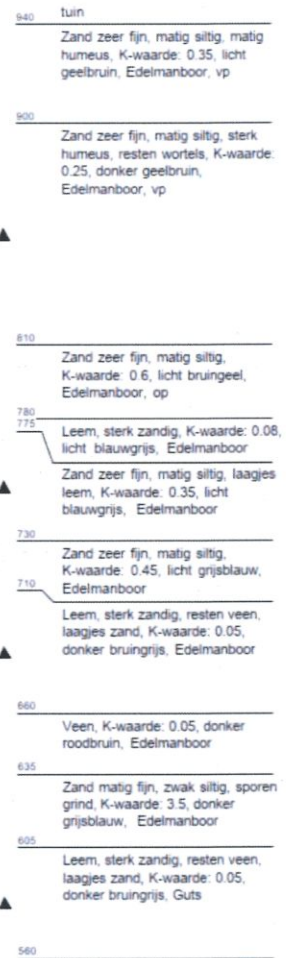 tuin
940
Zand zeer fijn, matig siltig, matig
humeus, K-waarde: 0.35, licht
geelbruin, Edelmanboor, vp
900
Zand zeer fijn, matig siltig, sterk
humeus, resten wortels, K-waarde:
0.25, donker geelbruin,
Edelmanboor, vp
810
Zand zeer fijn, matig siltig,
K-waarde: 0.6, licht bruingeel,
Edelmanboor, op
780
775
Leem, sterk zandig, K-waarde: 0.08,
licht blauwgrijs, Edelmanboor
Zand zeer fijn, matig siltig, laagjes
leem, K-waarde: 0.35, licht
blauwgrijs, Edelmanboor
730
Zand zeer fijn, matig siltig,
K-waarde: 0.45, licht grijsblauw,
Edelmanboor
710
Leem, sterk zandig, resten veen,
laagjes zand, K-waarde: 0.05,
donker bruingrijs, Edelmanboor
660
Veen, K-waarde: 0.05, donker
roodbruin, Edelmanboor
635
Zand matig fijn, zwak siltig, sporen
grind, K-waarde: 3.5, donker
grijsblauw, Edelmanboor
605
Leem, sterk zandig, resten veen,
laagjes zand, K-waarde: 0.05,
donker bruingrijs, Guts
560